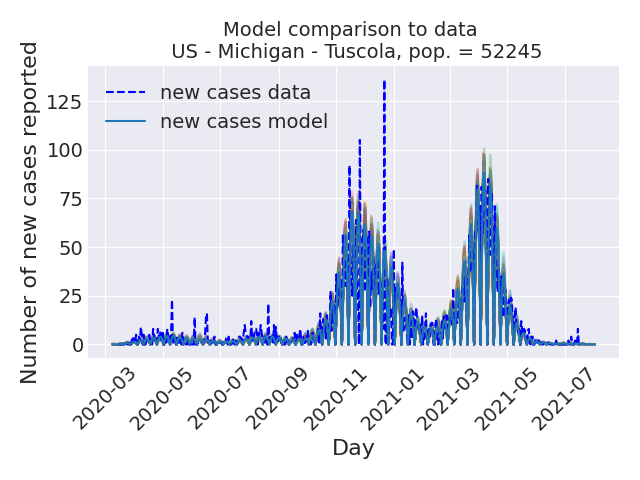 Model comparison to data
US - Michigan - Tuscola, pop. = 52245
Number of new cases reported
125
100
75
50
25
0
new cases data
new cases model
2020-03
2020-05
2020-07
2020-09
2020-11
2021-01
2021-03
2021-05
2021-07
Day